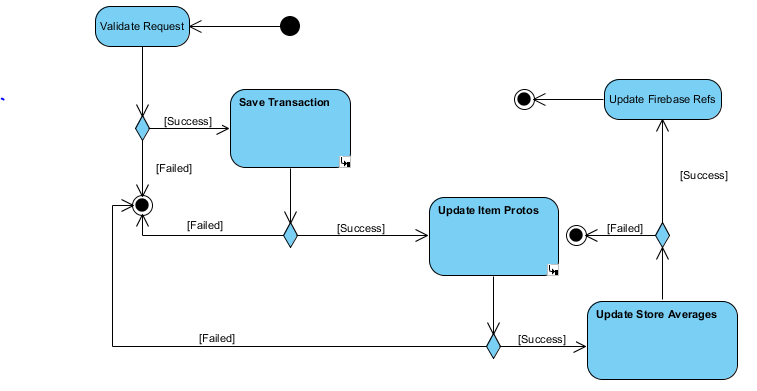 Validate Request
Save Transaction
[Success]
Update Firebase Refs
[Failed]
[Success]
Update Item Protos
[Failed]
[Success]
[Failed]
Update Store Averages
[Failed]
[Success]